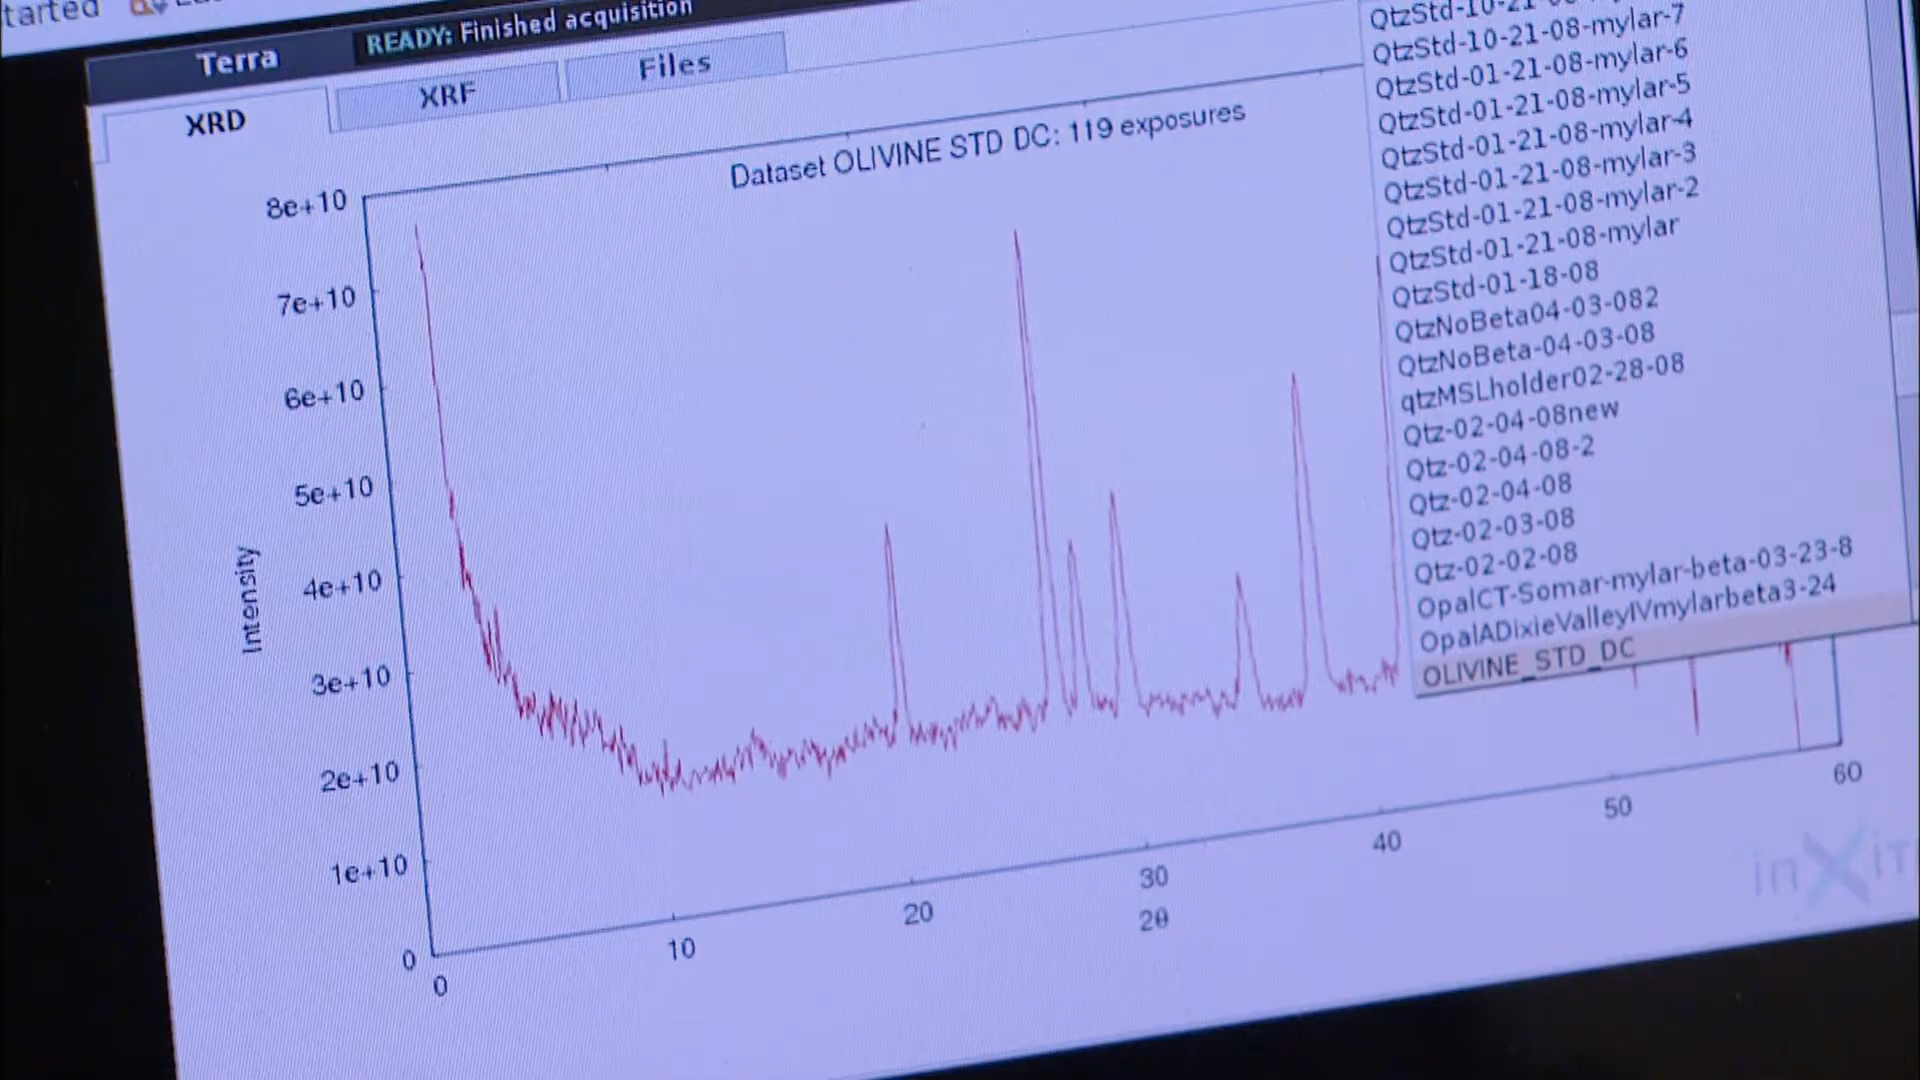 tarted
Terra
READY: Finished acquisition
XRD
XRF
Files
Dataset OLIVINE STD DC: 119 exposures
8e+10
7e+10
6e+10
5e+10
4e+10
3e+10
2e+10
1e+10
0
Intensity
0
10
20
30
40
50
60
2θ
QtzStd-10-21
QtzStd-10-21-08-mylar-7
QtzStd-01-21-08-mylar-6
QtzStd-01-21-08-mylar-5
QtzStd-01-21-08-mylar-4
QtzStd-01-21-08-mylar-3
QtzStd-01-21-08-mylar-2
QtzStd-01-21-08-mylar
QtzStd-01-18-08
QtzNoBeta04-03-082
QtzNoBeta-04-03-08
qtzMSLholder02-28-08
Qtz-02-04-08new
Qtz-02-04-08-2
Qtz-02-04-08
Qtz-02-03-08
Qtz-02-02-08
OpalCT-Somar-mylar-beta-03-23-8
OpalADixieValleyIVmylarbeta3-24
OLIVINE_STD_DC
inXiT